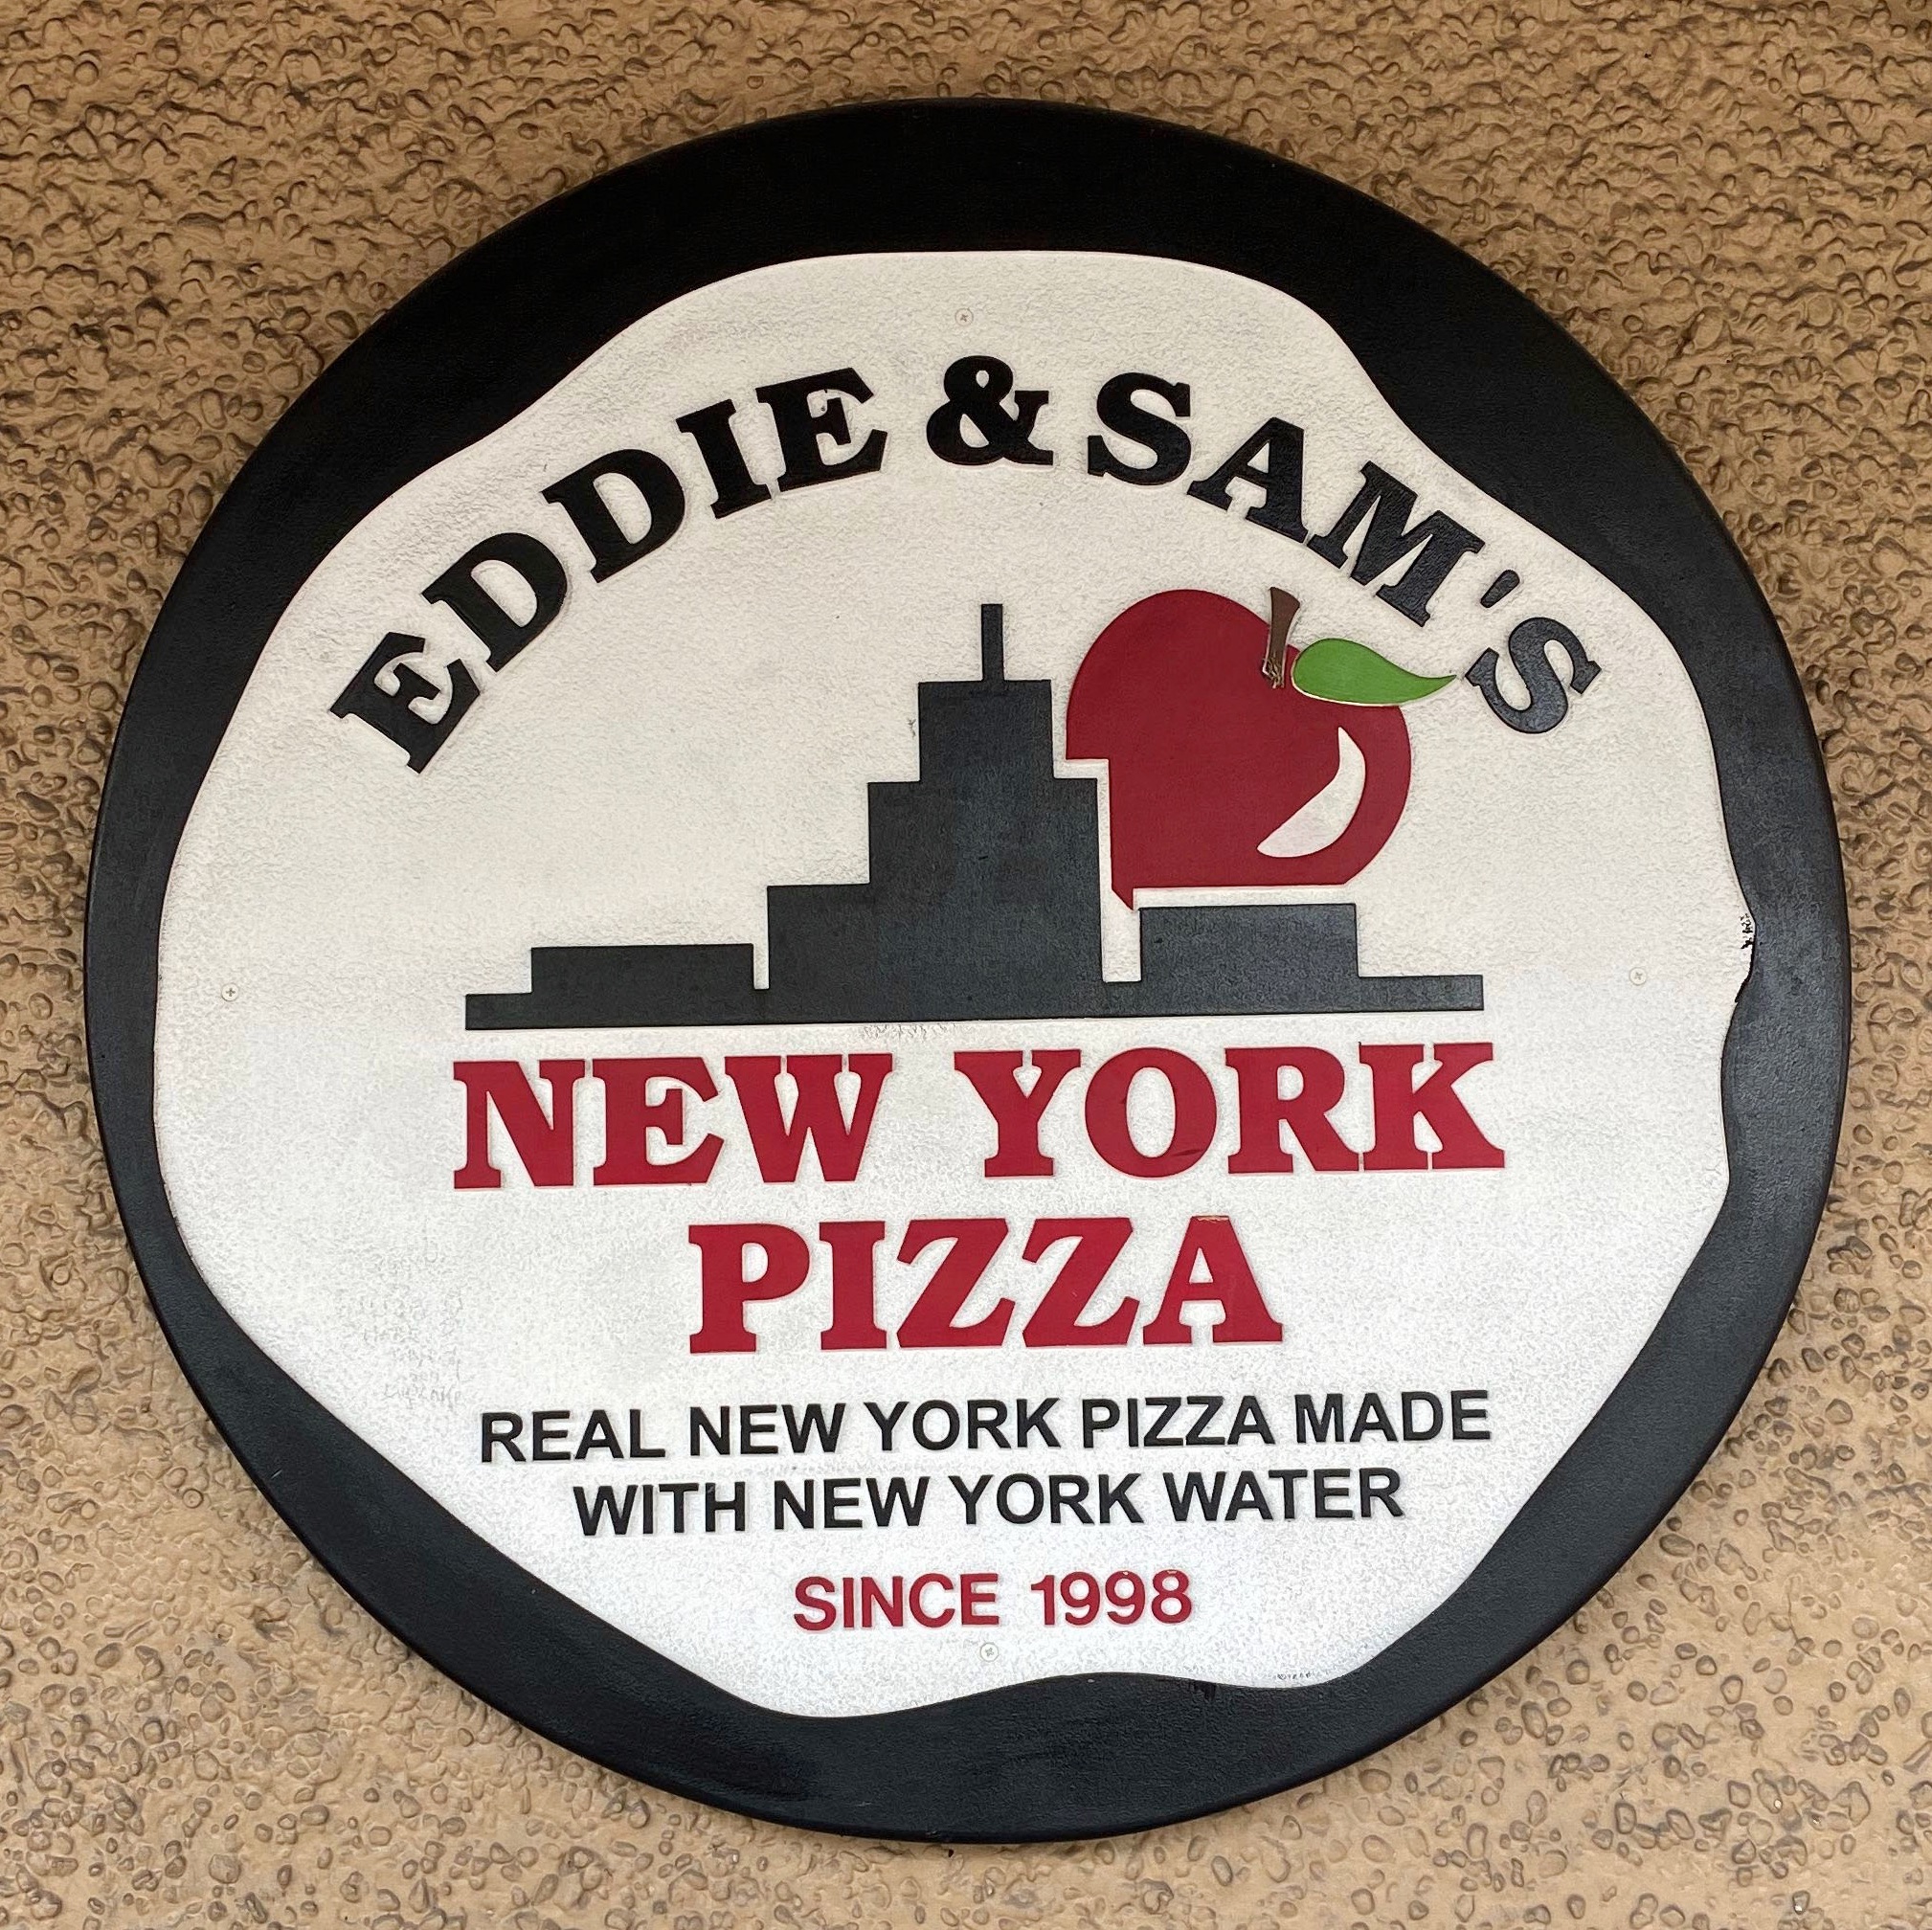 EDDIE & SAM'S
NEW YORK
PIZZA
REAL NEW YORK PIZZA MADE
WITH NEW YORK WATER
SINCE 1998